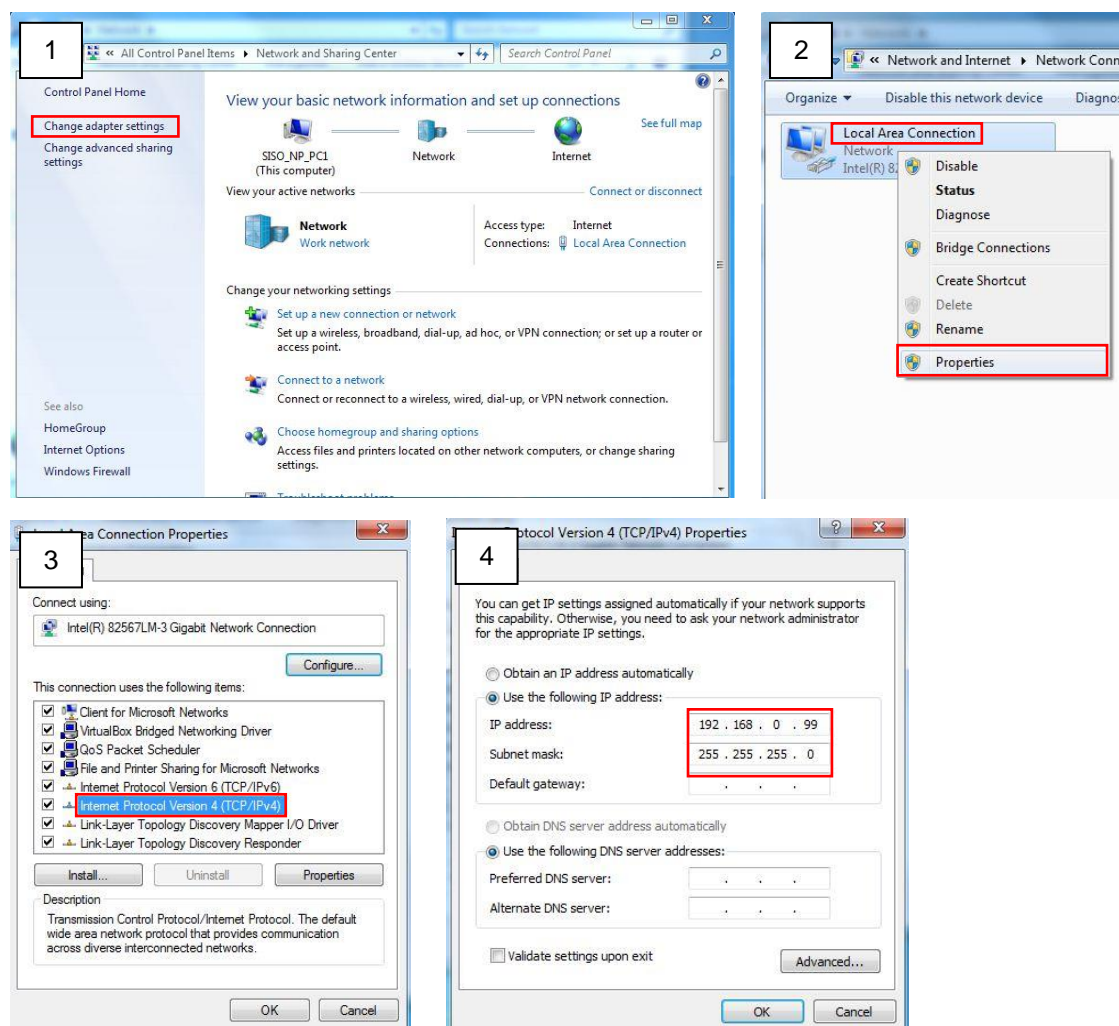 1
« All Control Panel Items ▸ Network and Sharing Center
Search Control Panel
Control Panel Home
Change adapter settings
Change advanced sharing
settings
See also
HomeGroup
Internet Options
Windows Firewall
View your basic network information and set up connections
See full map
SISO_NP_PC1
(This computer)
Network
Internet
View your active networks
Connect or disconnect
Network
Work network
Access type: Internet
Connections: Local Area Connection
Change your networking settings
Set up a new connection or network
Set up a wireless, broadband, dial-up, ad hoc, or VPN connection; or set up a router or
access point.
Connect to a network
Connect or reconnect to a wireless, wired, dial-up, or VPN network connection.
Choose homegroup and sharing options
Access files and printers located on other network computers, or change sharing
settings.
Troubleshoot problems
2
« Network and Internet ▸ Network Conn
Organize ▾ Disable this network device Diagnos
Local Area Connection
Network
Intel(R) 82
Disable
Status
Diagnose
Bridge Connections
Create Shortcut
Delete
Rename
Properties
3
ea Connection Properties
Connect using:
Intel(R) 82567LM-3 Gigabit Network Connection
Configure...
This connection uses the following items:
Client for Microsoft Networks
VirtualBox Bridged Networking Driver
QoS Packet Scheduler
File and Printer Sharing for Microsoft Networks
Internet Protocol Version 6 (TCP/IPv6)
Internet Protocol Version 4 (TCP/IPv4)
Link-Layer Topology Discovery Mapper I/O Driver
Link-Layer Topology Discovery Responder
Install... Uninstall Properties
Description
Transmission Control Protocol/Internet Protocol. The default
wide area network protocol that provides communication
across diverse interconnected networks.
OK Cancel
4
otocol Version 4 (TCP/IPv4) Properties
You can get IP settings assigned automatically if your network supports
this capability. Otherwise, you need to ask your network administrator
for the appropriate IP settings.
Obtain an IP address automatically
Use the following IP address:
IP address: 192 . 168 . 0 . 99
Subnet mask: 255 . 255 . 255 . 0
Default gateway: . . .
Obtain DNS server address automatically
Use the following DNS server addresses:
Preferred DNS server: . . .
Alternate DNS server: . . .
Validate settings upon exit
Advanced...
OK Cancel